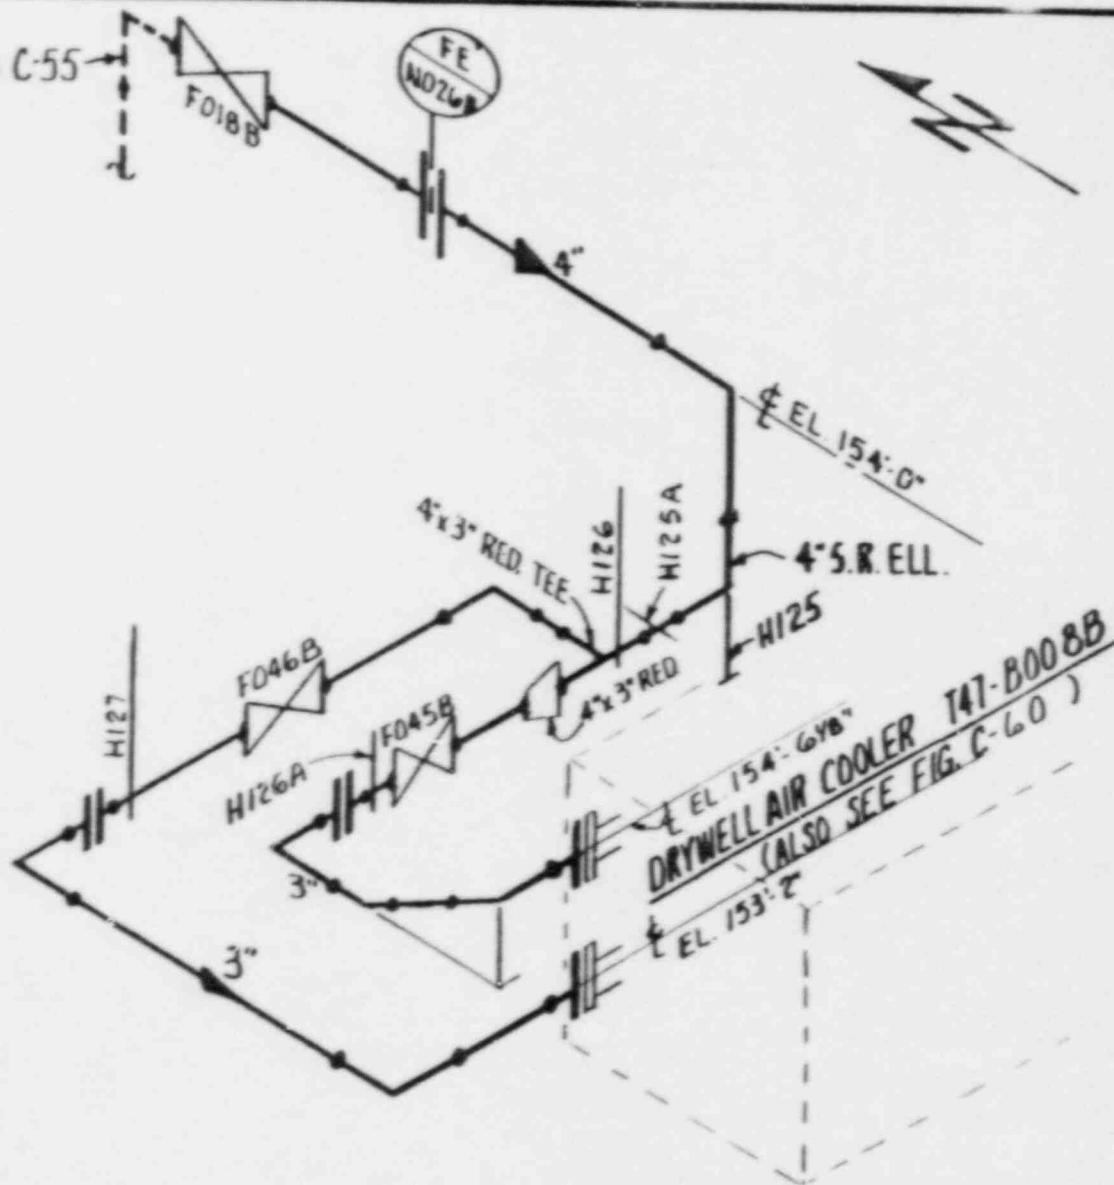 C-55
F018B
FE
N026B
N
4"
℄ EL. 154'-0"
4"x3" RED. TEE
H126
H125A
4" S.R. ELL.
H125
F046B
H127
4"x3" RED
F045B
H126A
℄ EL 154'-6 7/8"
DRYWELL AIR COOLER T47-B008B
(ALSO SEE FIG. C-60)
℄ EL. 153'-2"
3"
3"